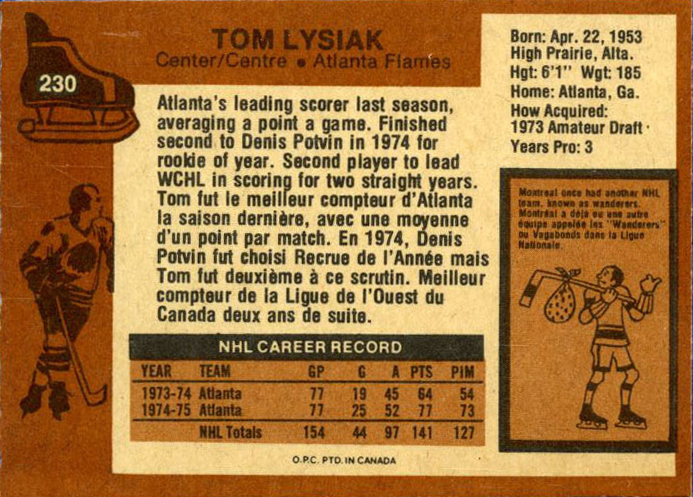 230
TOM LYSIAK
Center/Centre • Atlanta Flames
Born: Apr. 22, 1953
High Prairie, Alta.
Hgt: 6'1" Wgt: 185
Home: Atlanta, Ga.
How Acquired:
1973 Amateur Draft
Years Pro: 3
Atlanta's leading scorer last season,
averaging a point a game. Finished
second to Denis Potvin in 1974 for
rookie of year. Second player to lead
WCHL in scoring for two straight years.
Tom fut le meilleur compteur d'Atlanta
la saison dernière, avec une moyenne
d'un point par match. En 1974, Denis
Potvin fut choisi Recrue de l'Année mais
Tom fut deuxième à ce scrutin. Meilleur
compteur de la Ligue de l'Ouest du
Canada deux ans de suite.
Montreal once had another NHL
team, known as wanderers.
Montréal a déjà eu une autre
équipe appelée les "Wanderers"
ou Vagabonds dans la Ligue
Nationale.
NHL CAREER RECORD
YEAR TEAM GP G A PTS PIM
1973-74 Atlanta 77 19 45 64 54
1974-75 Atlanta 77 25 52 77 73
NHL Totals 154 44 97 141 127
O.P.C. PTD. IN CANADA